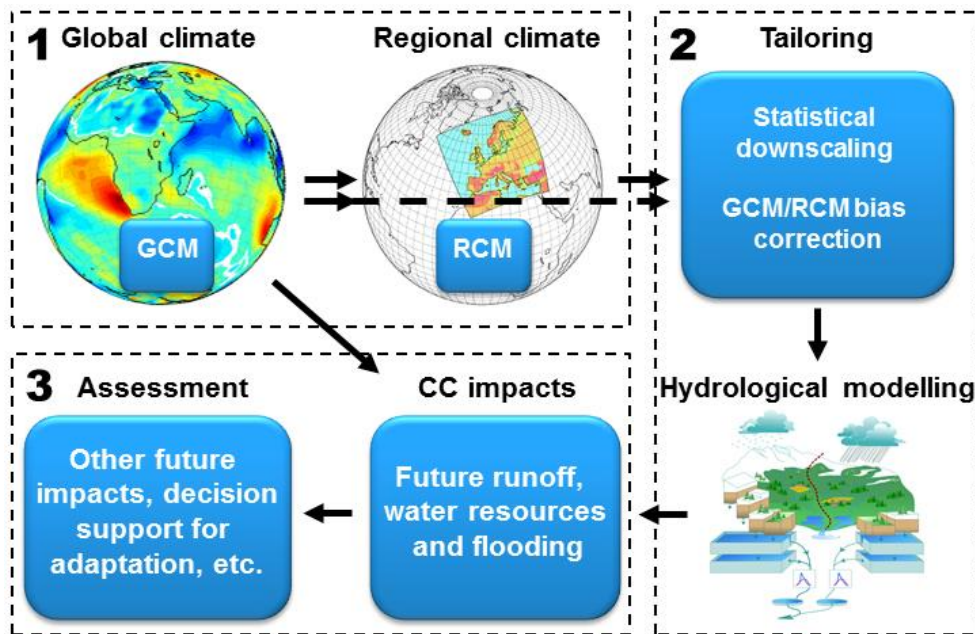 1 Global climate
Regional climate
GCM
RCM
2 Tailoring
Statistical
downscaling
GCM/RCM bias
correction
Hydrological modelling
3 Assessment
Other future
impacts, decision
support for
adaptation, etc.
CC impacts
Future runoff,
water resources
and flooding